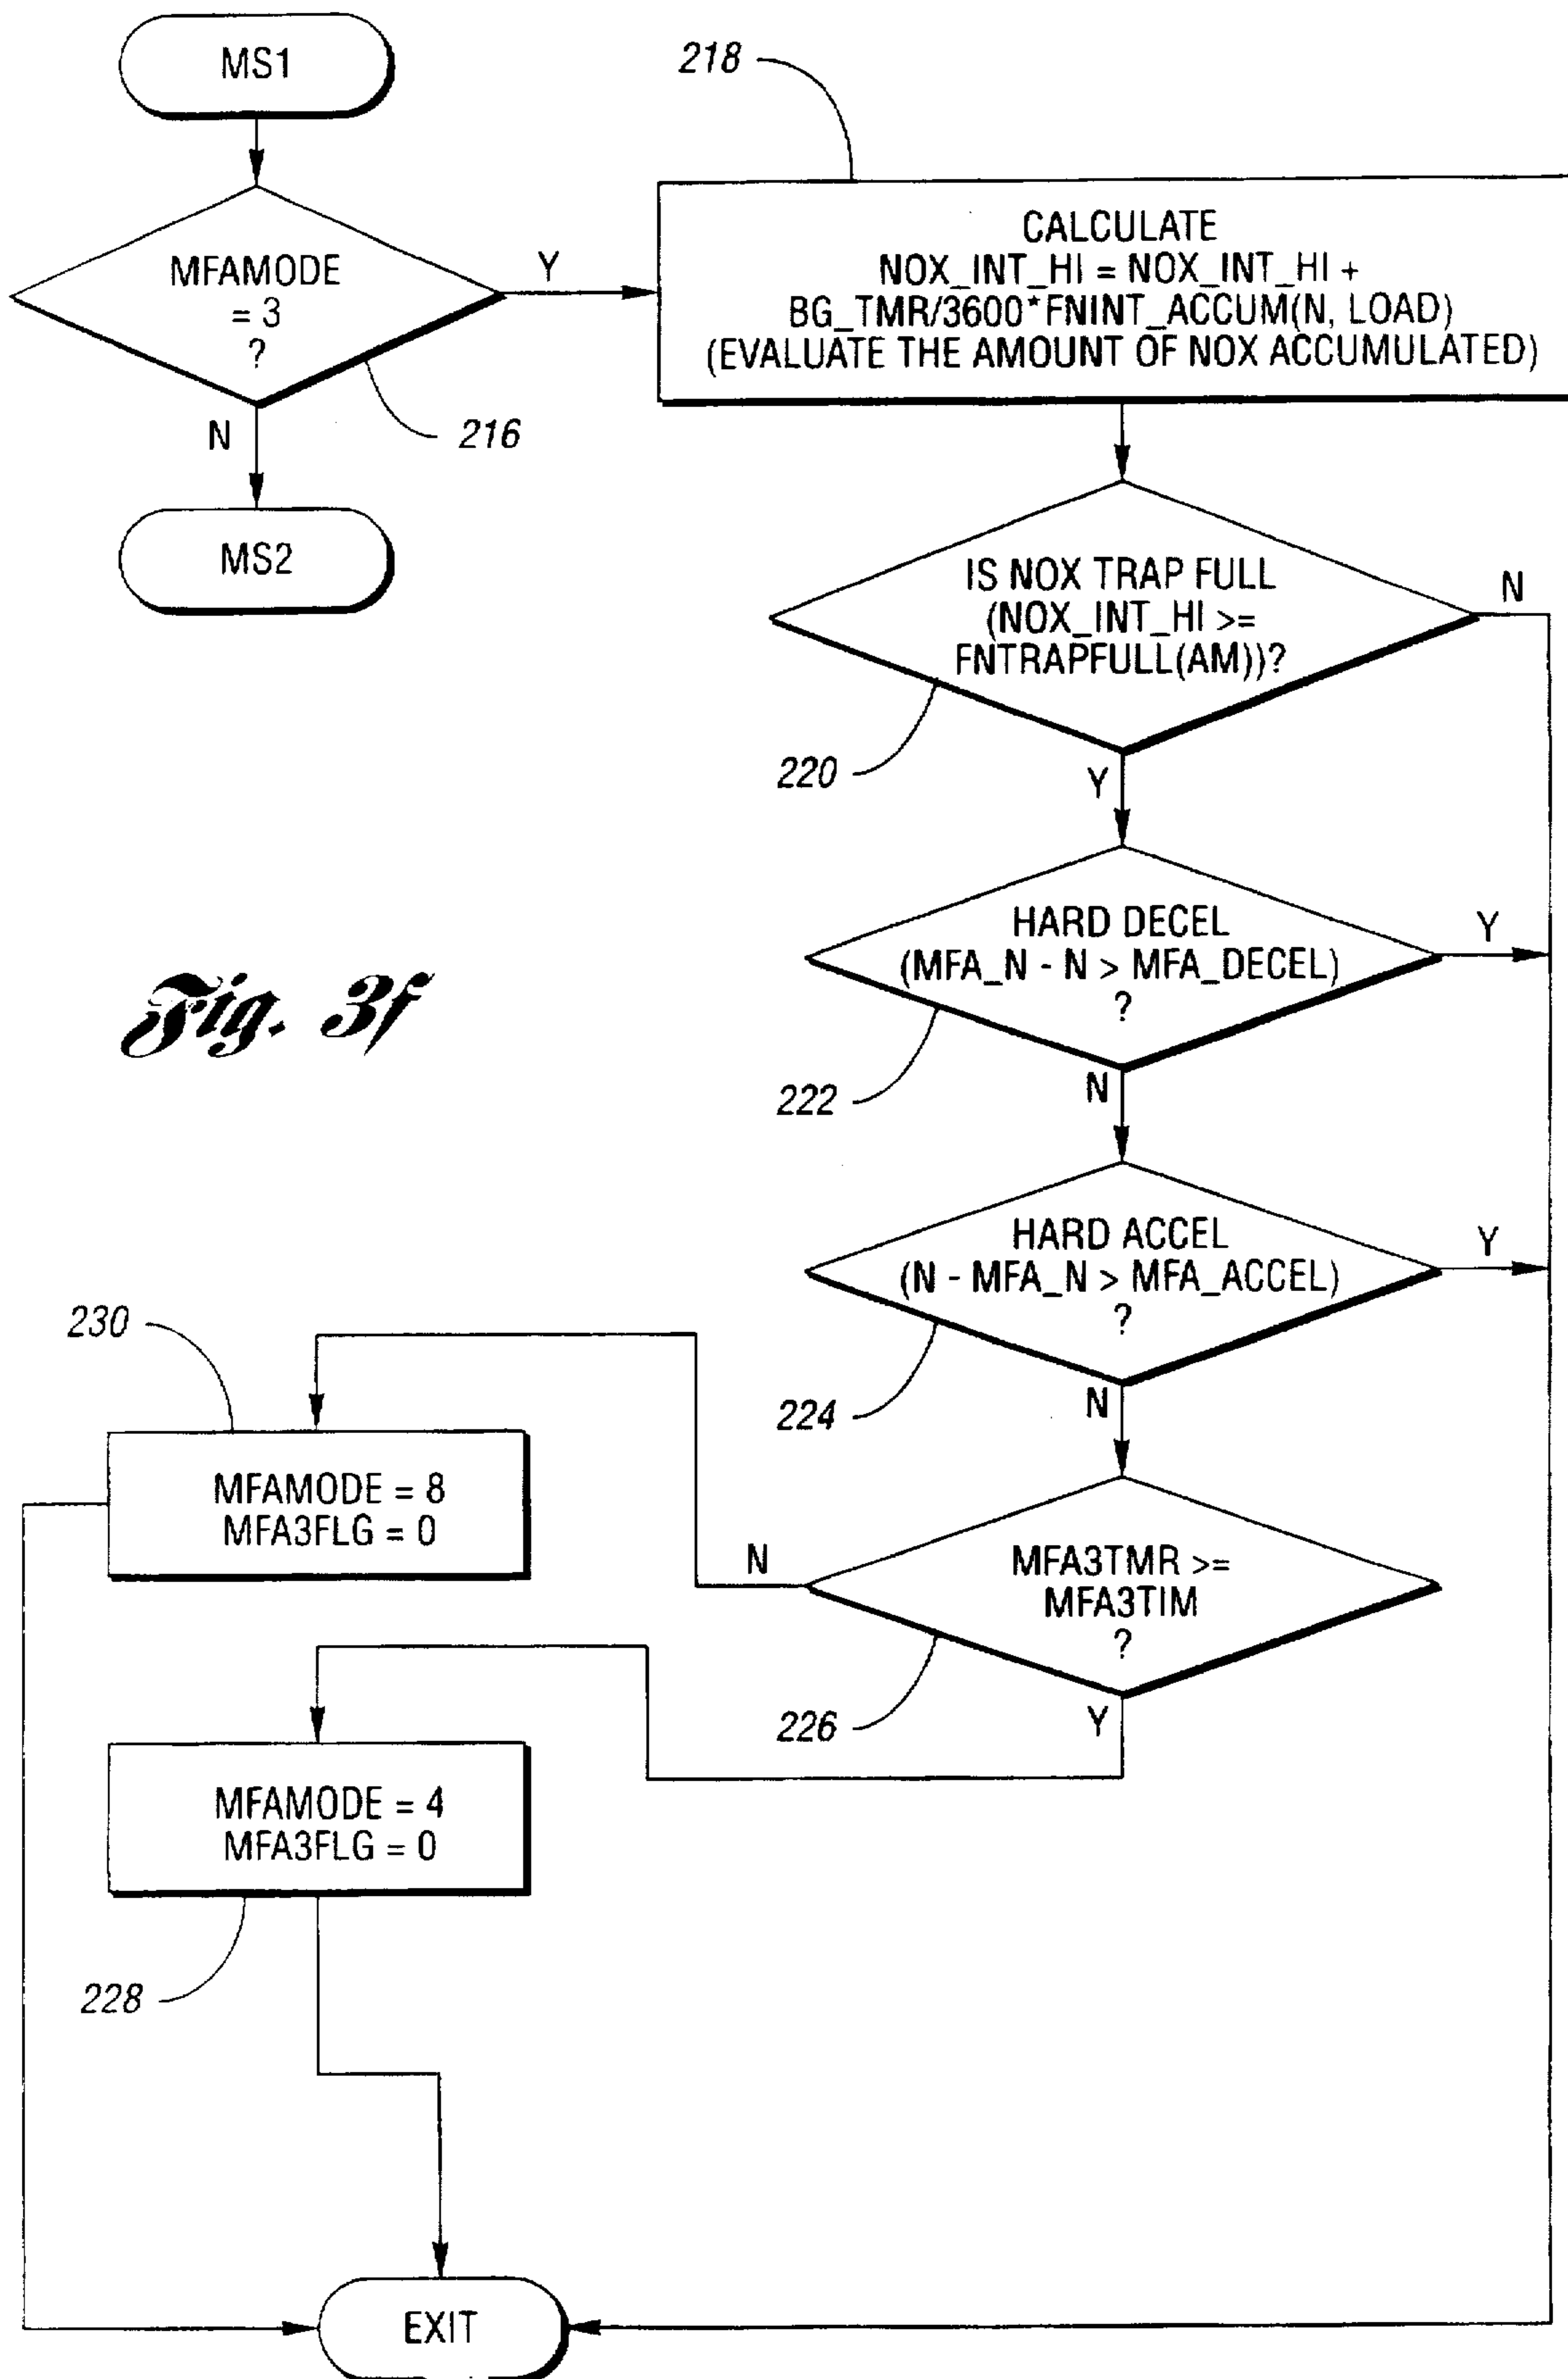 MS1
218
MFAMODE
= 3
?
Y
N
216
MS2
CALCULATE
NOX_INT_HI = NOX_INT_HI +
BG_TMR/3600*FNINT_ACCUM(N, LOAD)
(EVALUATE THE AMOUNT OF NOX ACCUMULATED)
IS NOX TRAP FULL
(NOX_INT_HI >=
FNTRAPFULL(AM))?
N
220
Y
HARD DECEL
(MFA_N - N > MFA_DECEL)
?
Y
Fig. 3f
222
N
HARD ACCEL
(N - MFA_N > MFA_ACCEL)
?
Y
224
N
230
MFAMODE = 8
MFA3FLG = 0
N
MFA3TMR >=
MFA3TIM
?
226
Y
MFAMODE = 4
MFA3FLG = 0
228
EXIT